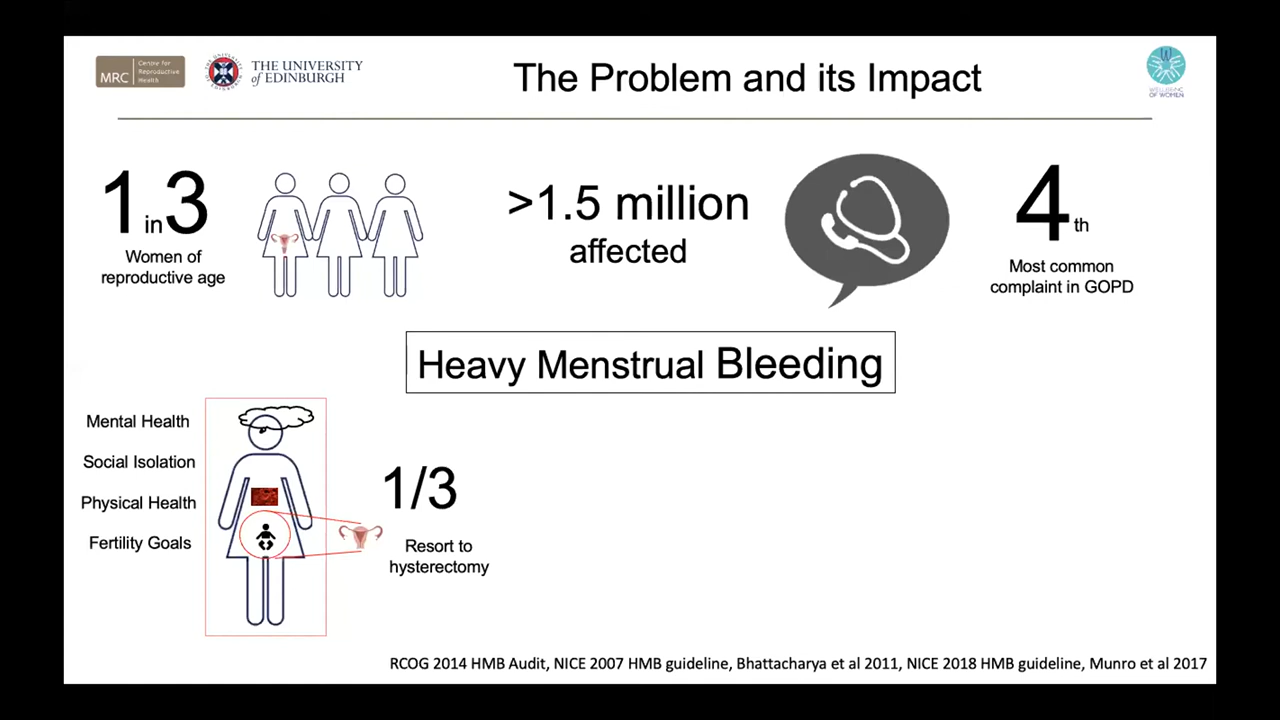 MRC
Centre for
Reproductive
Health
THE UNIVERSITY
of EDINBURGH
The Problem and its Impact
WELLBEING
OF WOMEN
1 in 3
Women of
reproductive age
>1.5 million
affected
4th
Most common
complaint in GOPD
Heavy Menstrual Bleeding
Mental Health
Social Isolation
Physical Health
Fertility Goals
1/3
Resort to
hysterectomy
RCOG 2014 HMB Audit, NICE 2007 HMB guideline, Bhattacharya et al 2011, NICE 2018 HMB guideline, Munro et al 2017